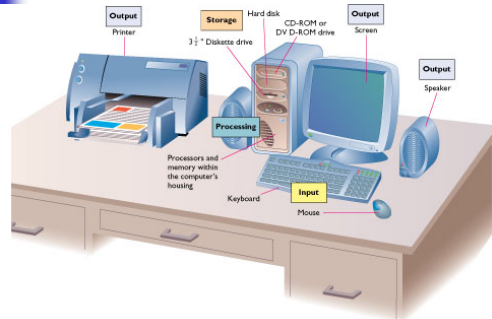 Output
Printer
Storage
Hard disk
3 1/2 " Diskette drive
CD-ROM or
DV D-ROM drive
Output
Screen
Output
Speaker
Processing
Processors and
memory within
the computer's
housing
Keyboard
Input
Mouse